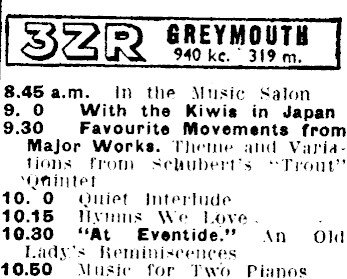 3ZR GREYMOUTH
940 kc. 319 m.
8.45 a.m. In the Music Salon
9. 0 With the Kiwis in Japan
9.30 Favourite Movements from
Major Works. Theme and Varia-
tions from Schubert's "Trout"
Quintet
10. 0 Quiet Interlude
10.15 Hymns We Love
10.30 "At Eventide." An Old
Lady's Reminiscences
10.50 Music for Two Pianos